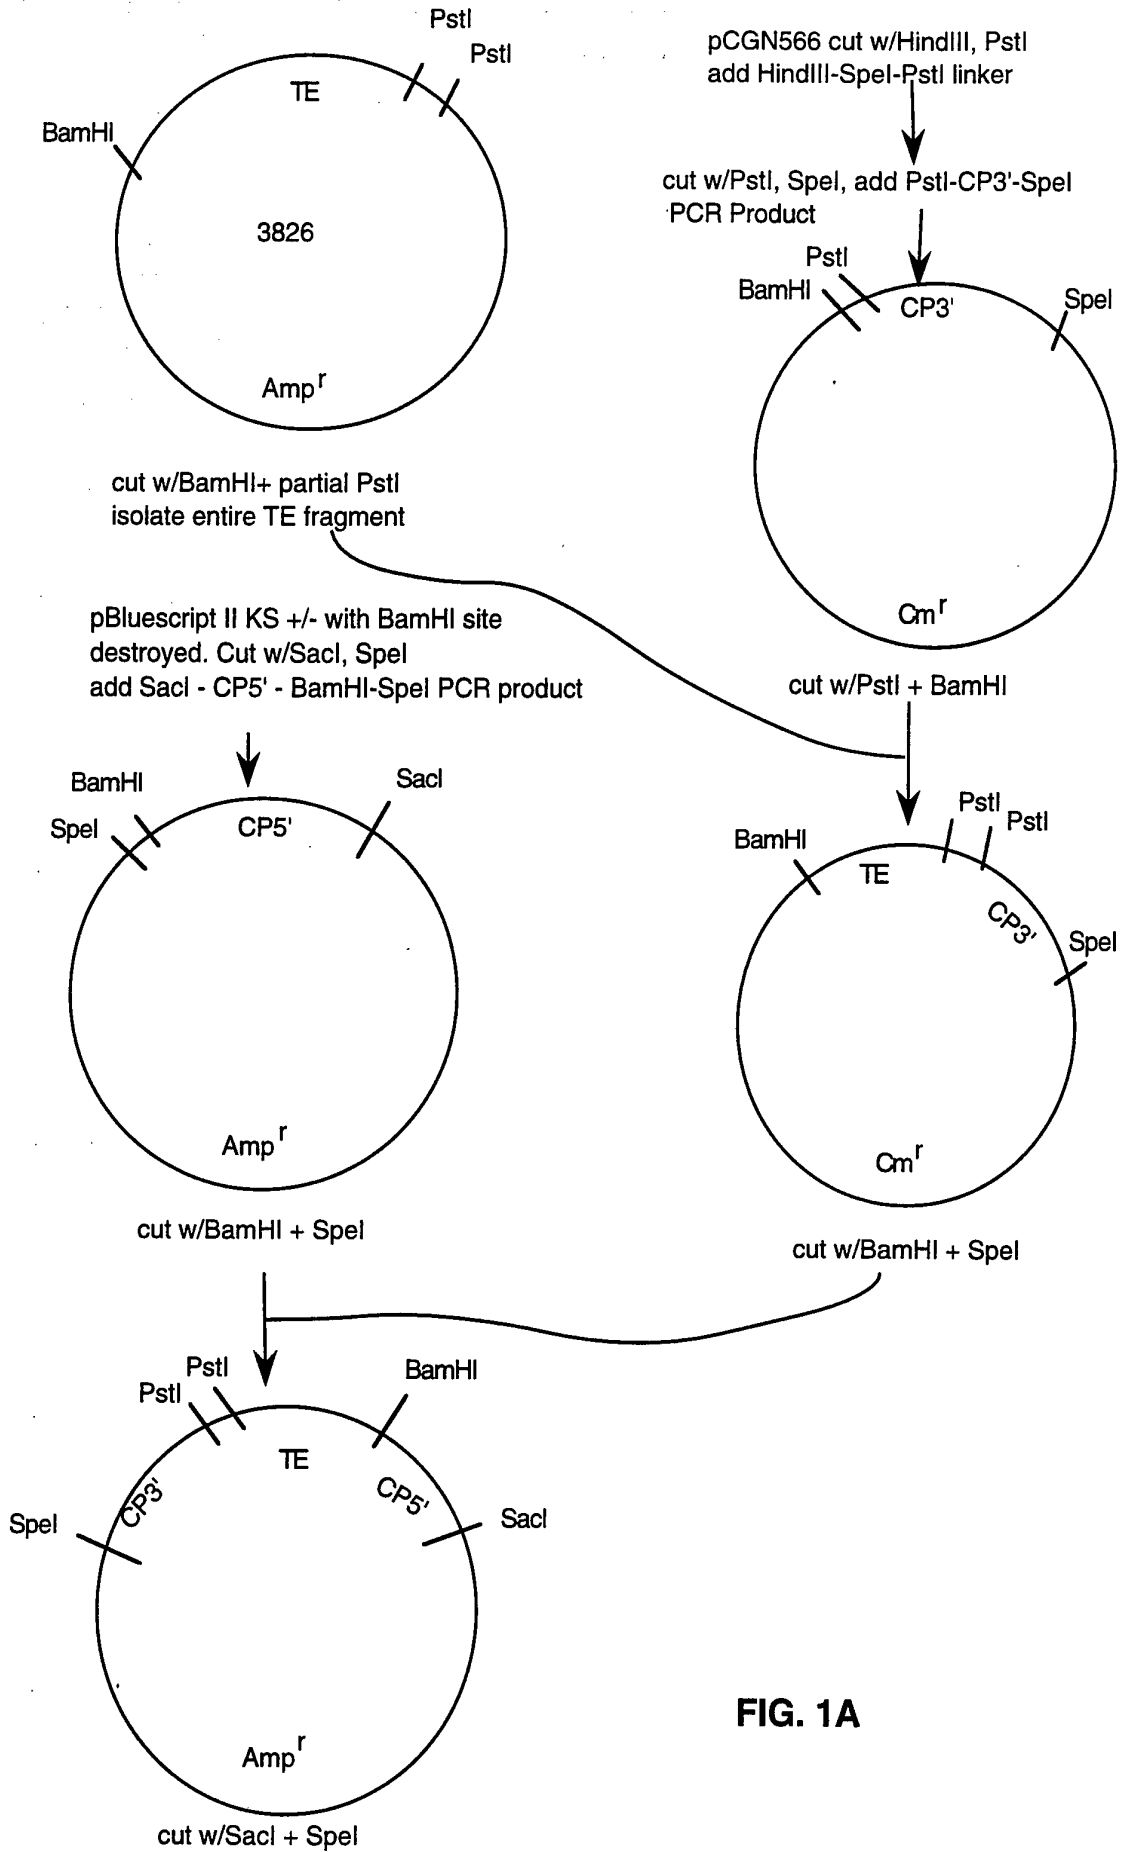 PstI
PstI
TE
BamHI
3826
Amp r
cut w/BamHI+ partial PstI
isolate entire TE fragment
pCGN566 cut w/HindIII, PstI
add HindIII-SpeI-PstI linker
cut w/PstI, SpeI, add PstI-CP3'-SpeI
PCR Product
PstI
BamHI
CP3'
SpeI
Cm r
cut w/PstI + BamHI
pBluescript II KS +/- with BamHI site
destroyed. Cut w/SacI, SpeI
add SacI - CP5' - BamHI-SpeI PCR product
BamHI
SacI
SpeI
CP5'
Amp r
cut w/BamHI + SpeI
PstI
PstI
BamHI
TE
CP3'
SpeI
Cm r
cut w/BamHI + SpeI
PstI
BamHI
PstI
TE
CP3'
CP5'
SpeI
SacI
Amp r
cut w/SacI + SpeI
FIG. 1A